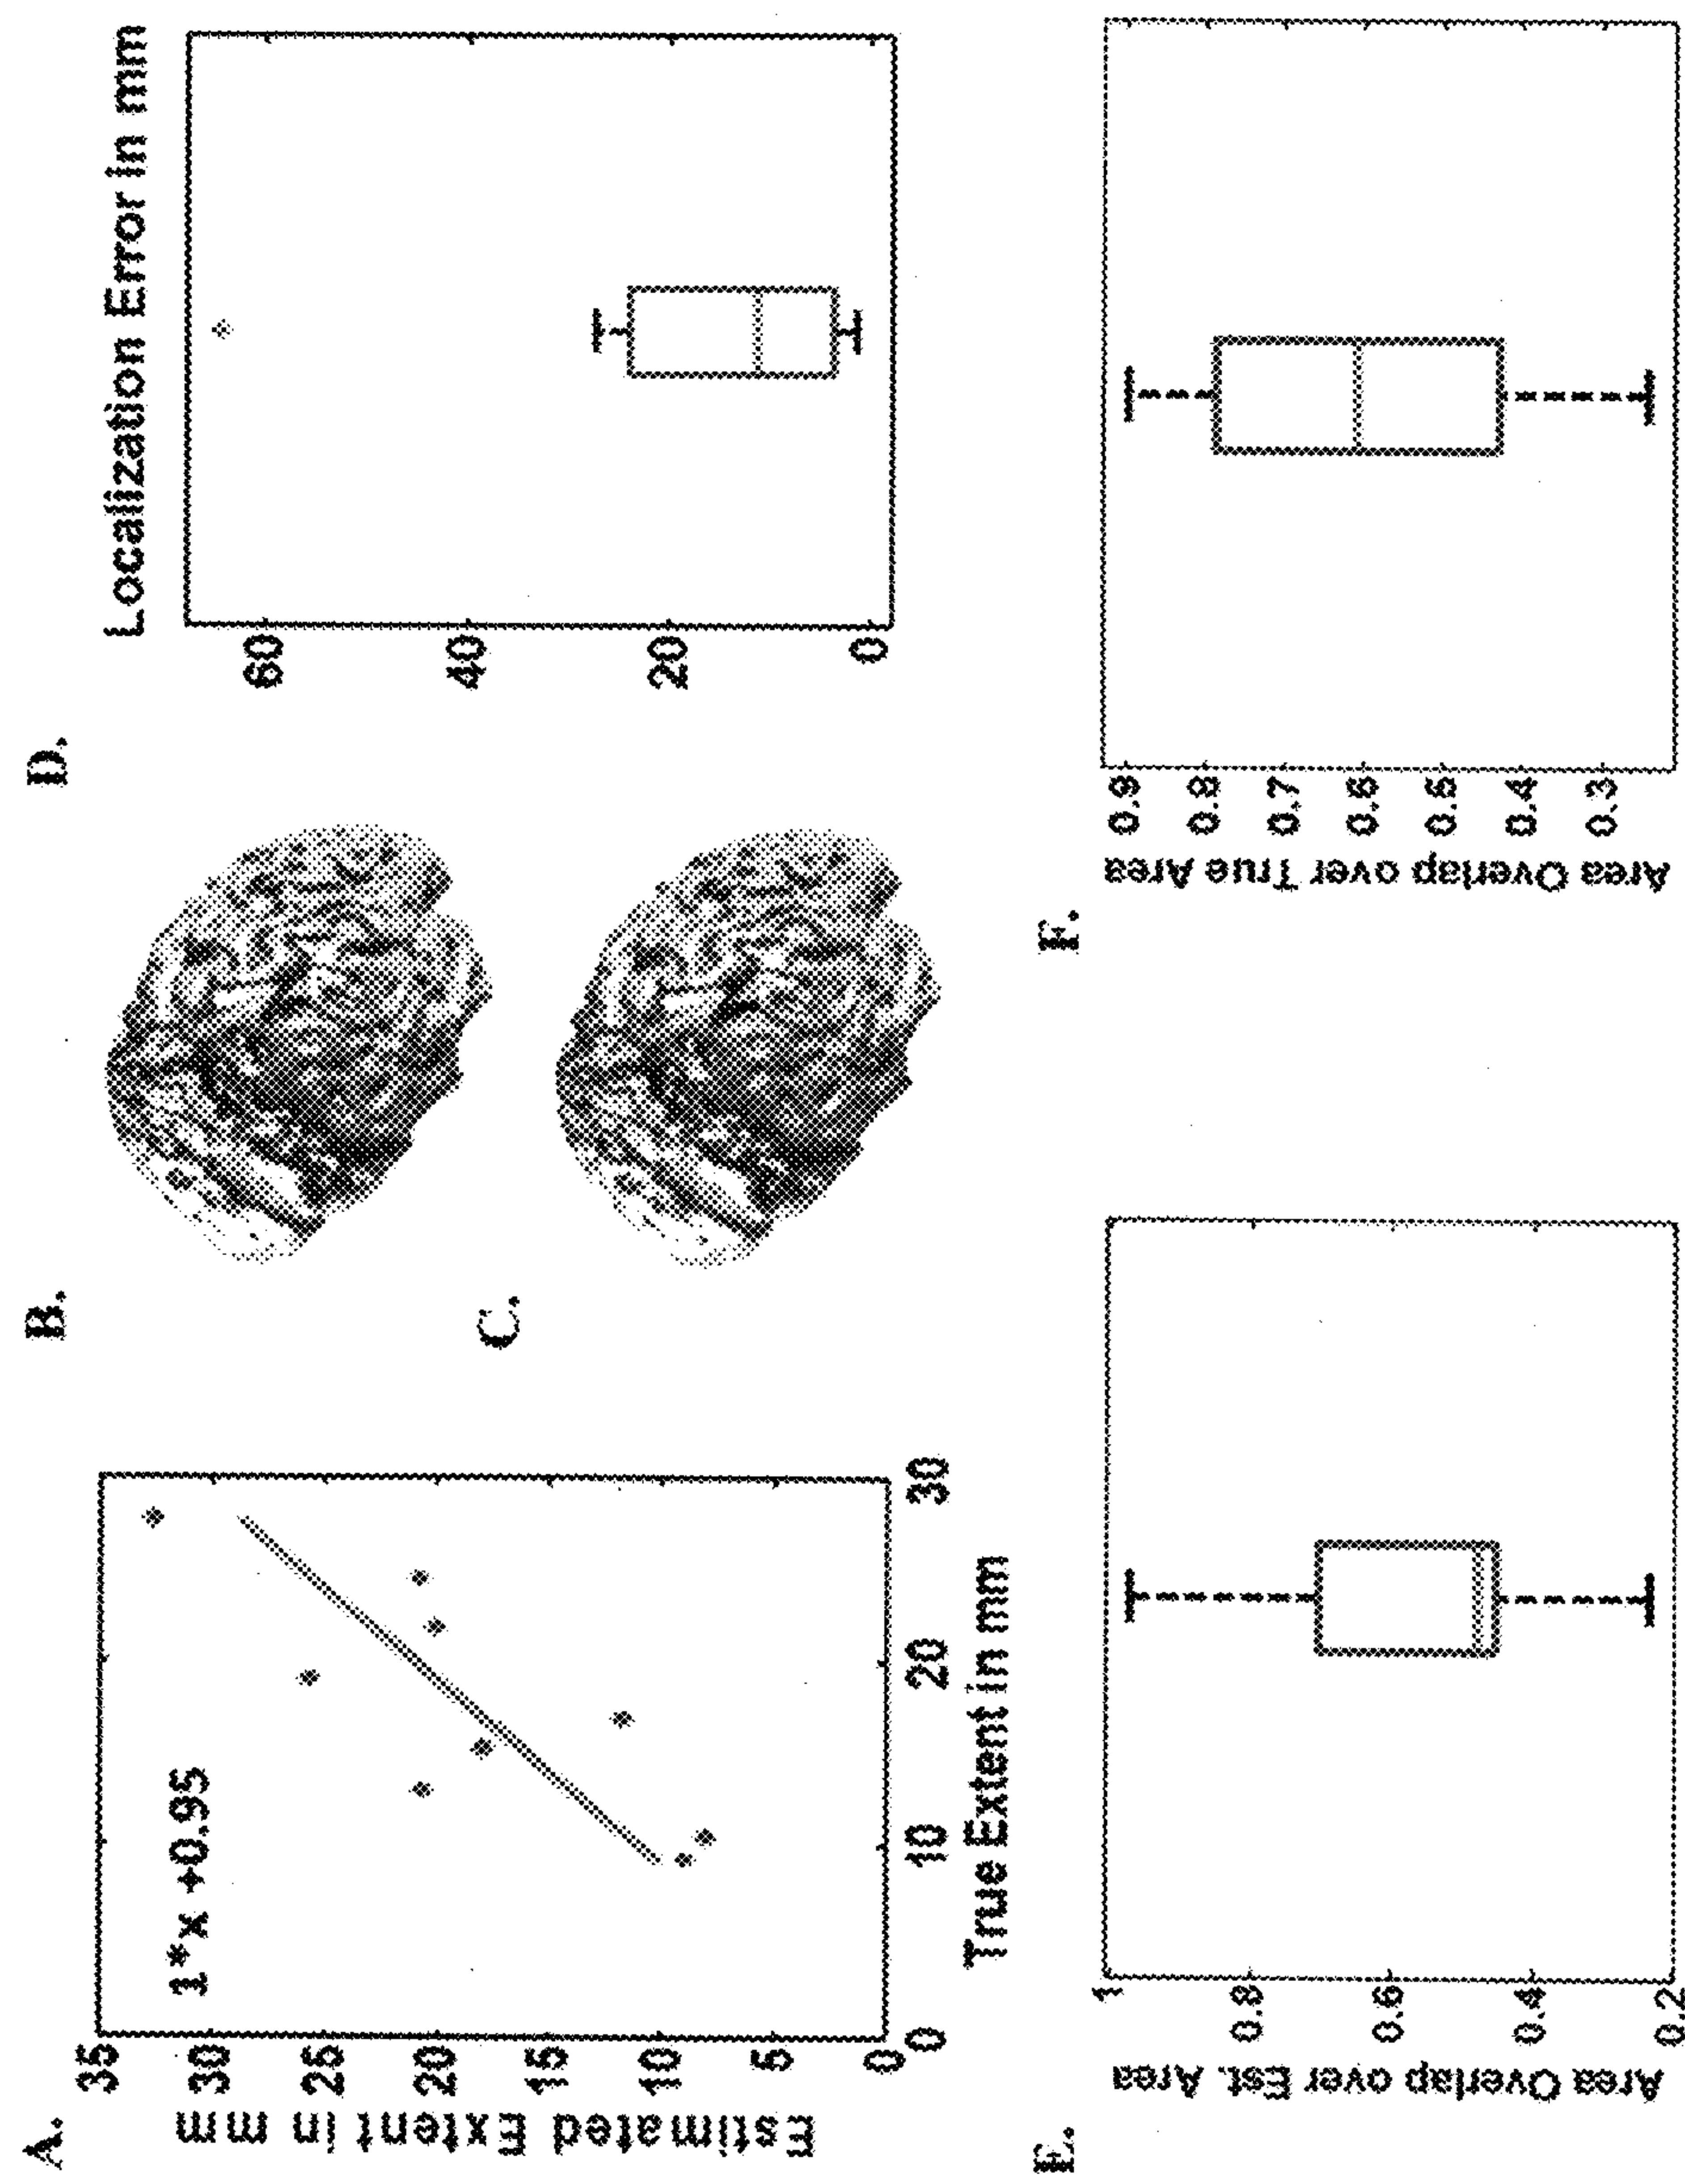 A.
Estimated Extent in mm
35
30
25
20
15
10
5
0
1*x +0.95
0
10
20
30
True Extent in mm
B.
C.
D.
Localization Error in mm
60
40
20
0
E.
Area Overlap over Est. Area
1
0.8
0.6
0.4
0.2
F.
Area Overlap over True Area
0.9
0.8
0.7
0.6
0.5
0.4
0.3